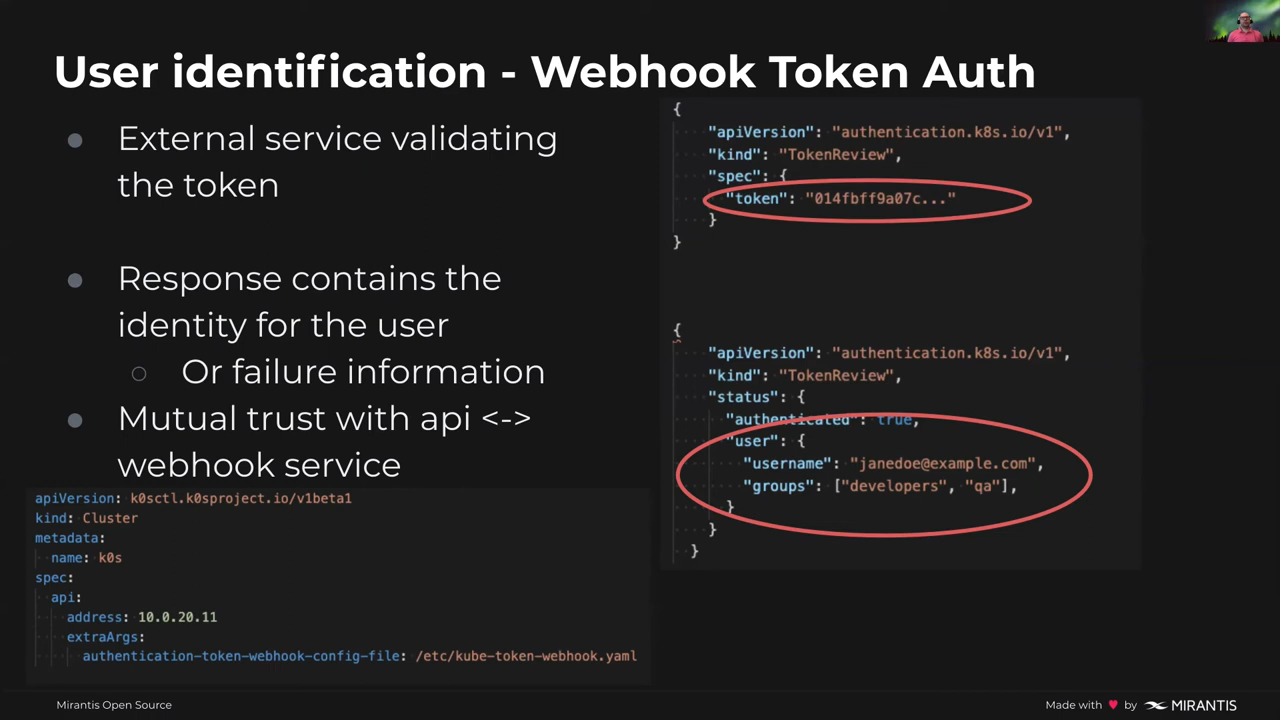 User identification - Webhook Token Auth
External service validating
the token
Response contains the
identity for the user
Or failure information
Mutual trust with api <->
webhook service
apiVersion: k0sctl.k0sproject.io/v1beta1
kind: Cluster
metadata:
name: k0s
spec:
api:
address: 10.0.20.11
extraArgs:
authentication-token-webhook-config-file: /etc/kube-token-webhook.yaml
{
"apiVersion": "authentication.k8s.io/v1",
"kind": "TokenReview",
"spec": {
"token": "014fbff9a07c..."
}
}
{
"apiVersion": "authentication.k8s.io/v1",
"kind": "TokenReview",
"status": {
"authenticated": true,
"user": {
"username": "janedoe@example.com",
"groups": ["developers", "qa"],
}
}
}
Mirantis Open Source
Made with ♥ by MIRANTIS